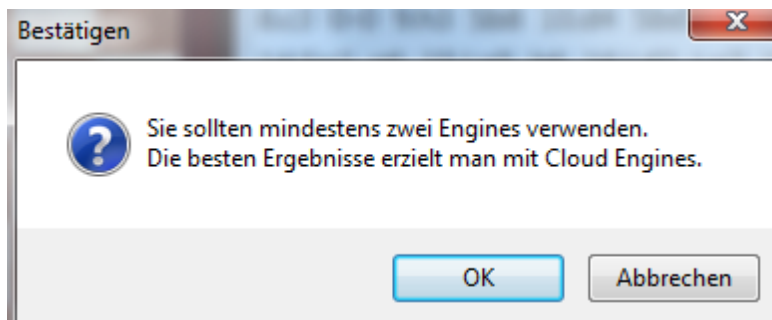 Bestätigen
Sie sollten mindestens zwei Engines verwenden.
Die besten Ergebnisse erzielt man mit Cloud Engines.
OK
Abbrechen